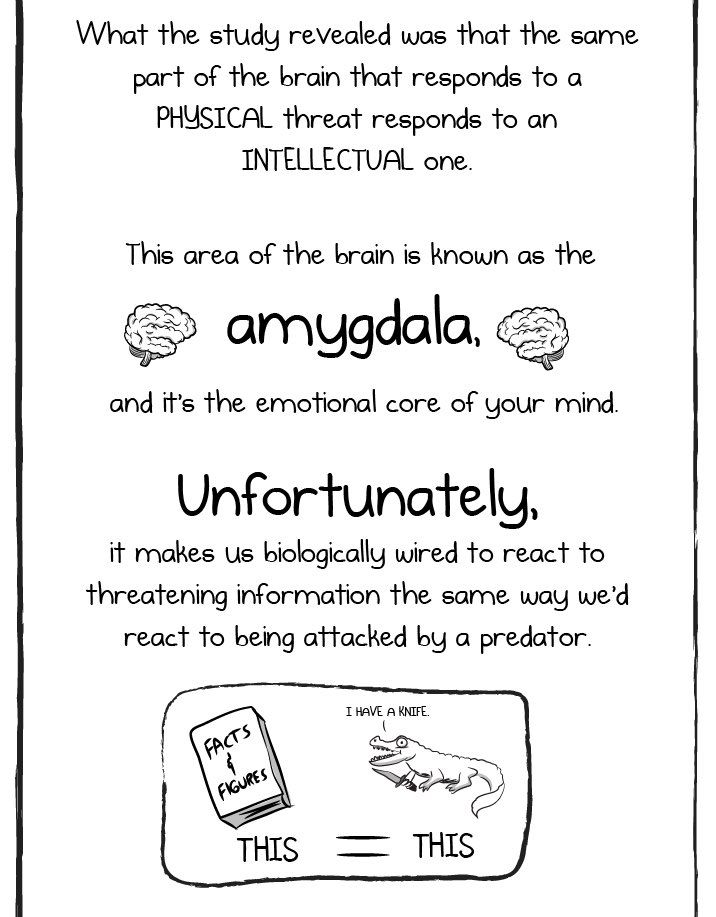 What the study revealed was that the same
part of the brain that responds to a
PHYSICAL threat responds to an
INTELLECTUAL one.
This area of the brain is known as the
amygdala,
and it's the emotional core of your mind.
Unfortunately,
it makes us biologically wired to react to
threatening information the same way we'd
react to being attacked by a predator.
FACTS
&
FIGURES
I HAVE A KNIFE.
THIS = THIS